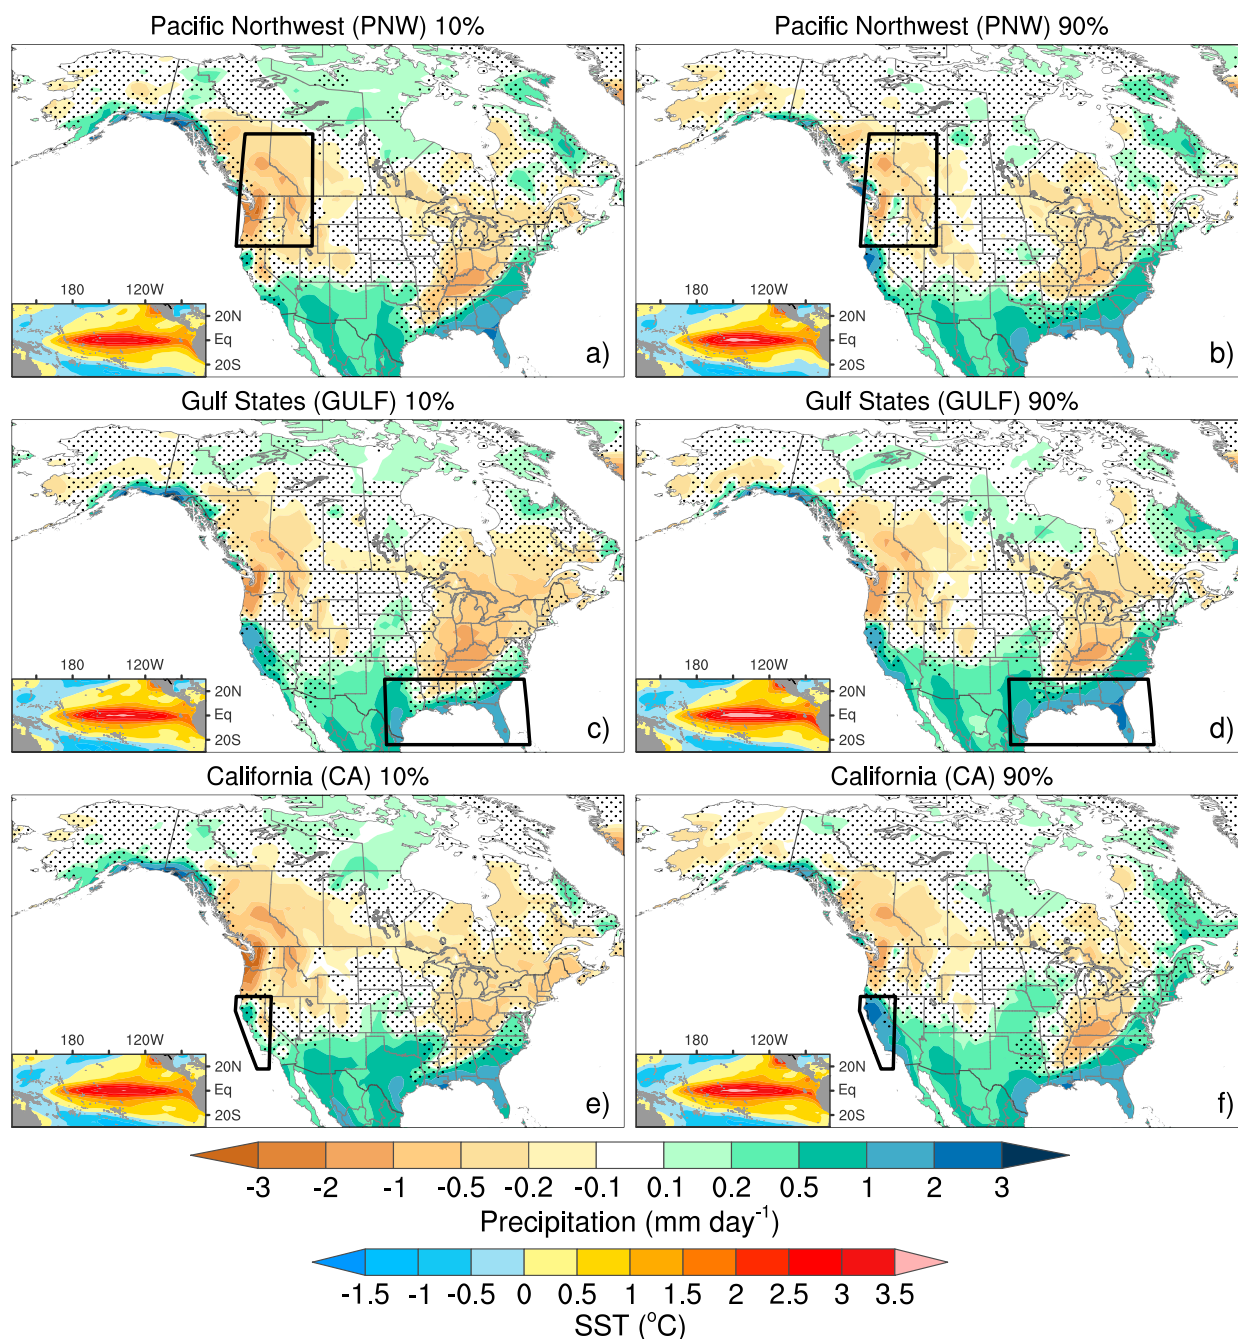 Pacific Northwest (PNW) 10%
Pacific Northwest (PNW) 90%
180 120W
20N
Eq
20S
a)
180 120W
20N
Eq
20S
b)
Gulf States (GULF) 10%
Gulf States (GULF) 90%
180 120W
20N
Eq
20S
c)
180 120W
20N
Eq
20S
d)
California (CA) 10%
California (CA) 90%
180 120W
20N
Eq
20S
e)
180 120W
20N
Eq
20S
f)
-3 -2 -1 -0.5 -0.2 -0.1 0.1 0.2 0.5 1 2 3
Precipitation (mm day⁻¹)
-1.5 -1 -0.5 0 0.5 1 1.5 2 2.5 3 3.5
SST (°C)